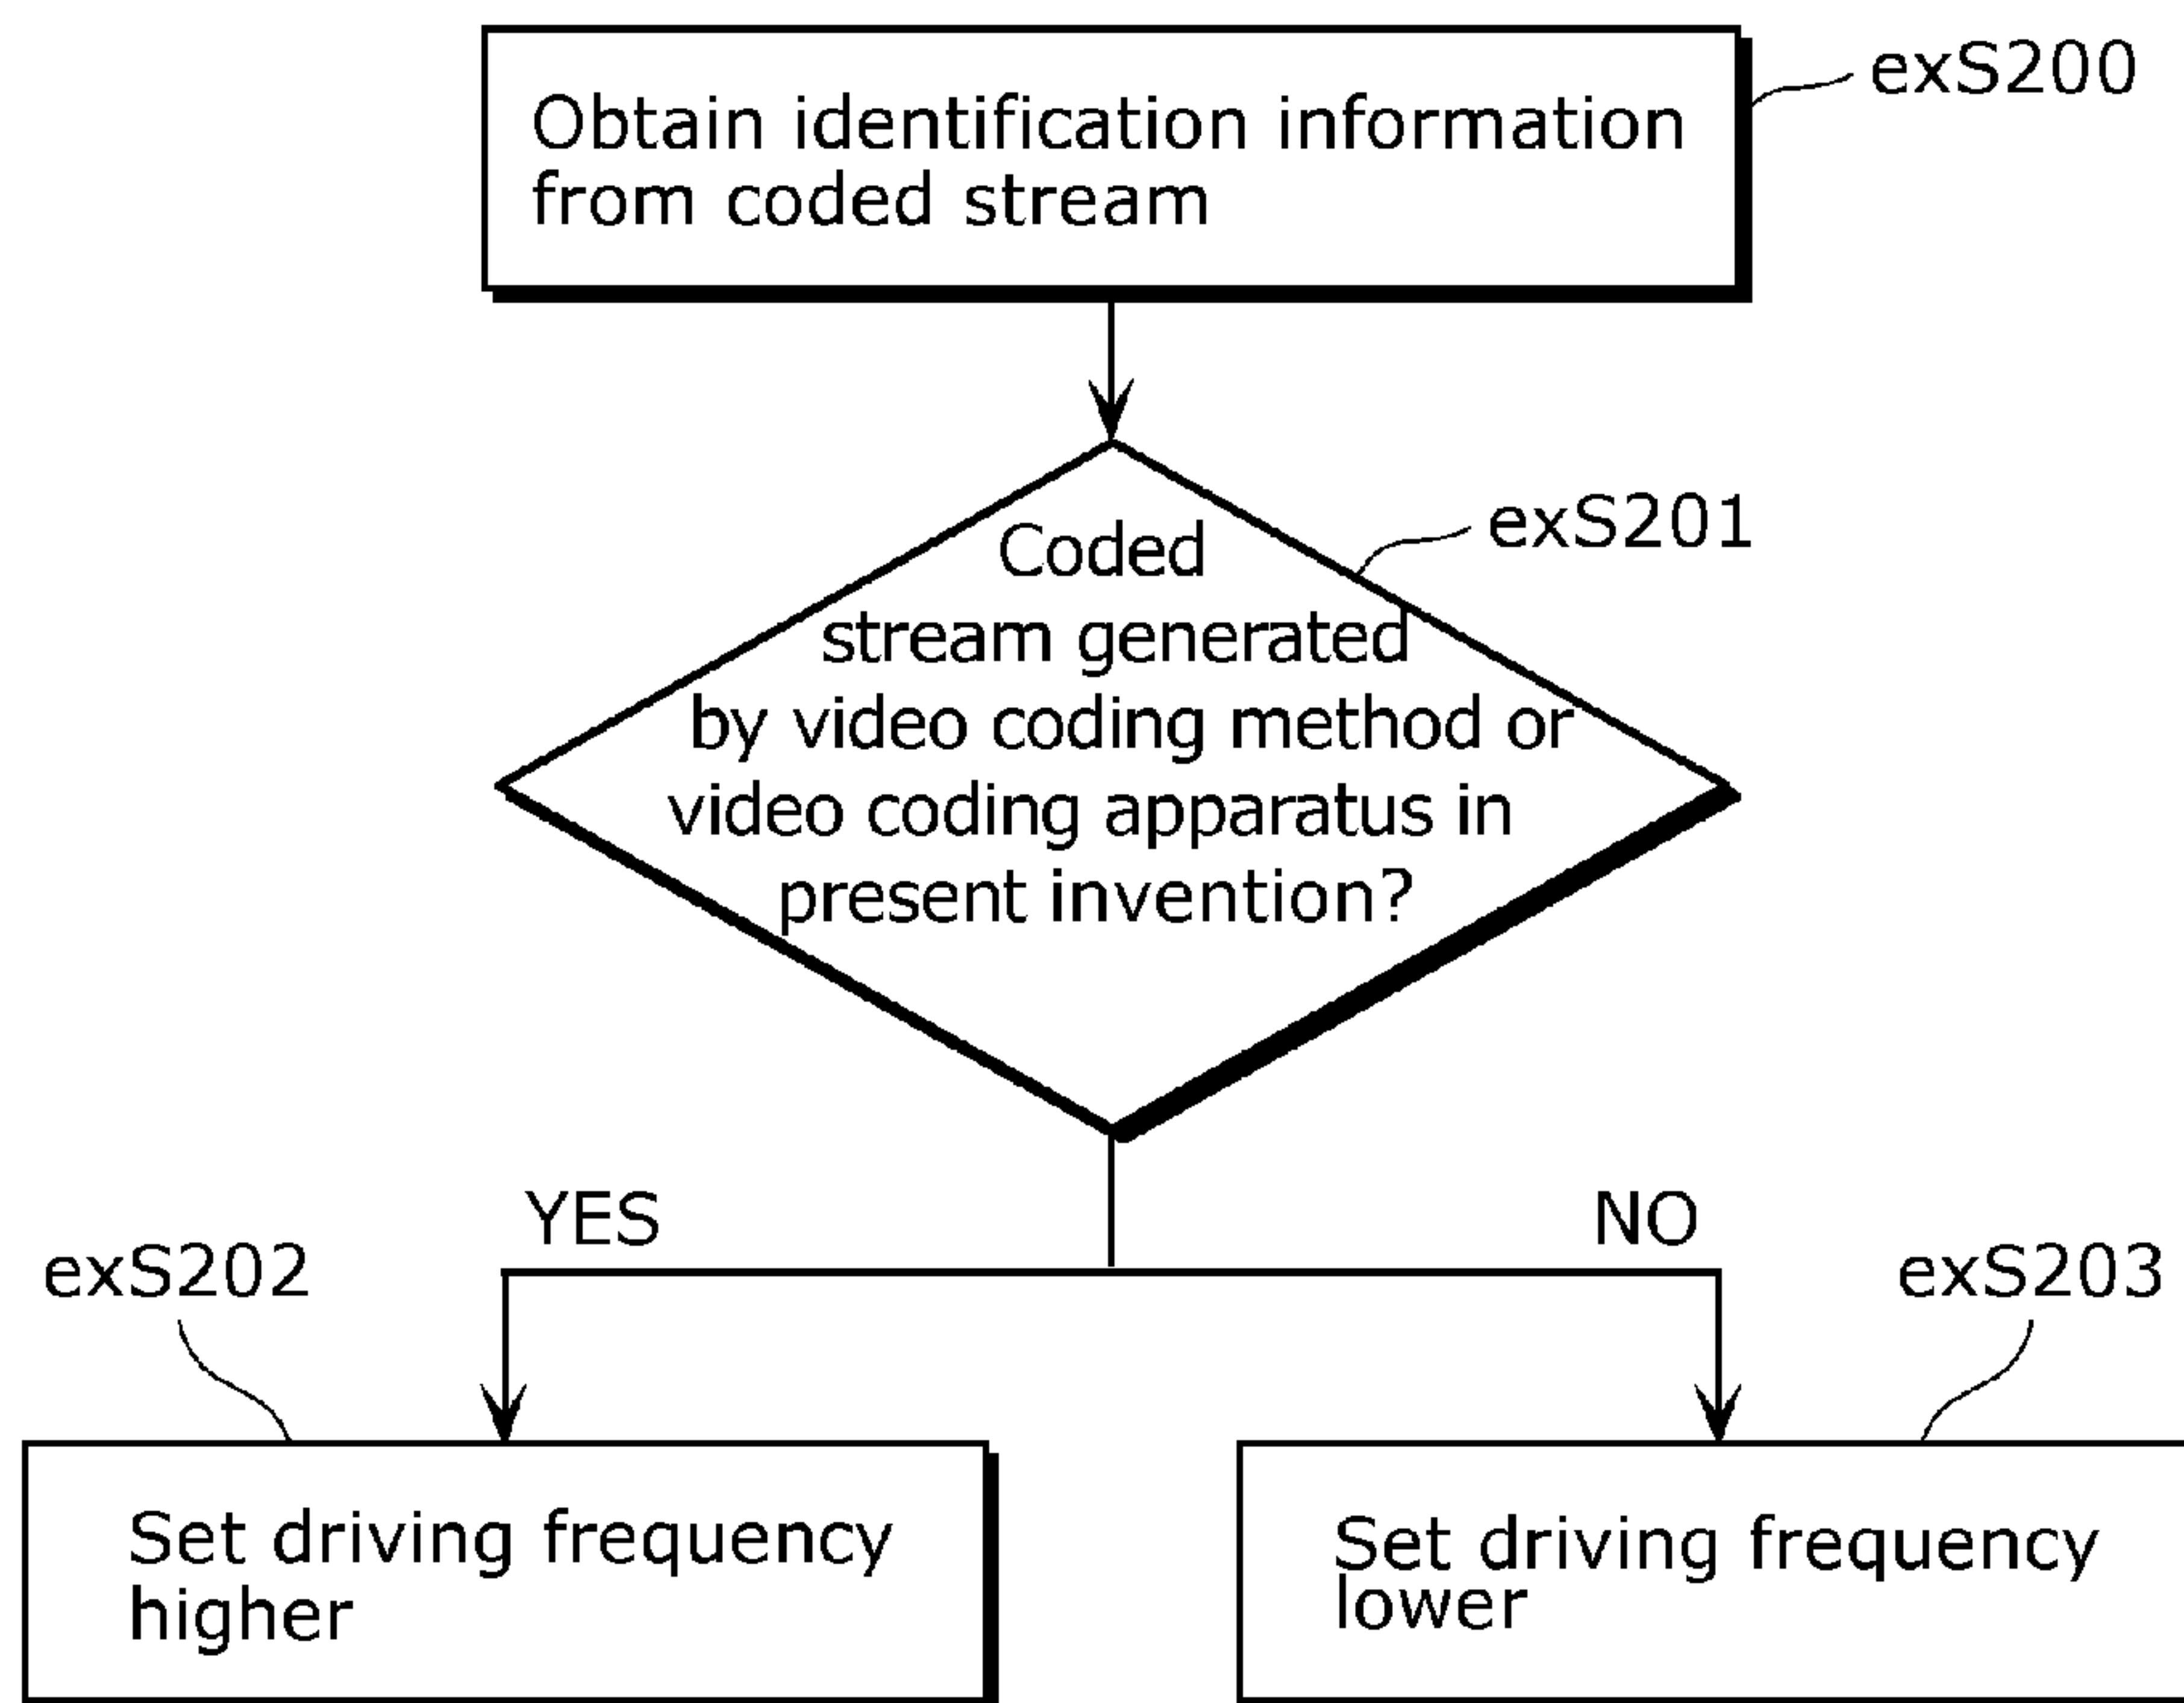 Obtain identification information
from coded stream
exS200
Coded
stream generated
by video coding method or
video coding apparatus in
present invention?
exS201
YES
NO
exS202
exS203
Set driving frequency
higher
Set driving frequency
lower